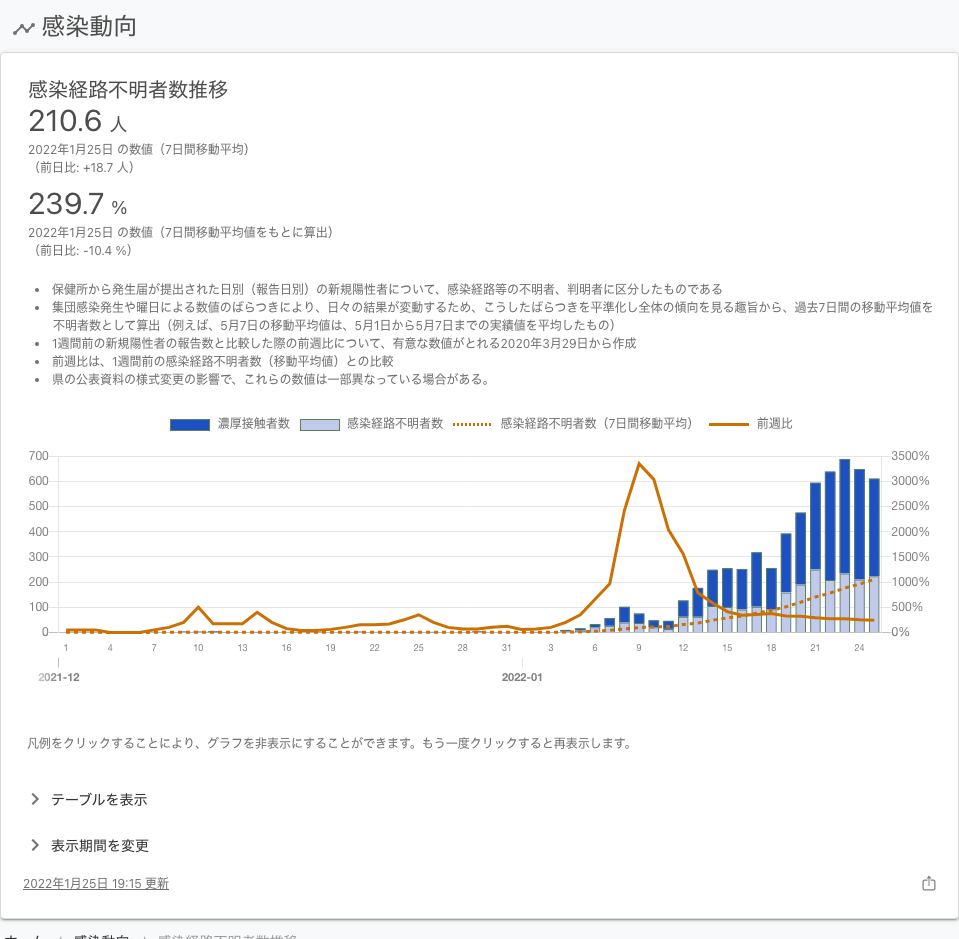 感染動向
感染経路不明者数推移
210.6 人
2022年1月25日 の数値（7日間移動平均）
（前日比: +18.7 人）
239.7 %
2022年1月25日 の数値（7日間移動平均値をもとに算出）
（前日比: -10.4 %）
• 保健所から発生届が提出された日別（報告日別）の新規陽性者について、感染経路等の不明者、判明者に区分したものである
• 集団感染発生や曜日による数値のばらつきにより、日々の結果が変動するため、こうしたばらつきを平準化し全体の傾向を見る趣旨から、過去7日間の移動平均値を
不明者数として算出（例えば、5月7日の移動平均値は、5月1日から5月7日までの実績値を平均したもの）
• 1週間前の新規陽性者の報告数と比較した際の前週比について、有意な数値がとれる2020年3月29日から作成
• 前週比は、1週間前の感染経路不明者数（移動平均値）との比較
• 県の公表資料の様式変更の影響で、これらの数値は一部異なっている場合がある。
濃厚接触者数 感染経路不明者数 感染経路不明者数（7日間移動平均） 前週比
700 3500%
600 3000%
500 2500%
400 2000%
300 1500%
200 1000%
100 500%
0 0%
1 4 7 10 13 16 19 22 25 28 31 3 6 9 12 15 18 21 24
2021-12 2022-01
凡例をクリックすることにより、グラフを非表示にすることができます。もう一度クリックすると再表示します。
テーブルを表示
表示期間を変更
2022年1月25日 19:15 更新
ホーム / 感染動向 / 感染経路不明者数推移